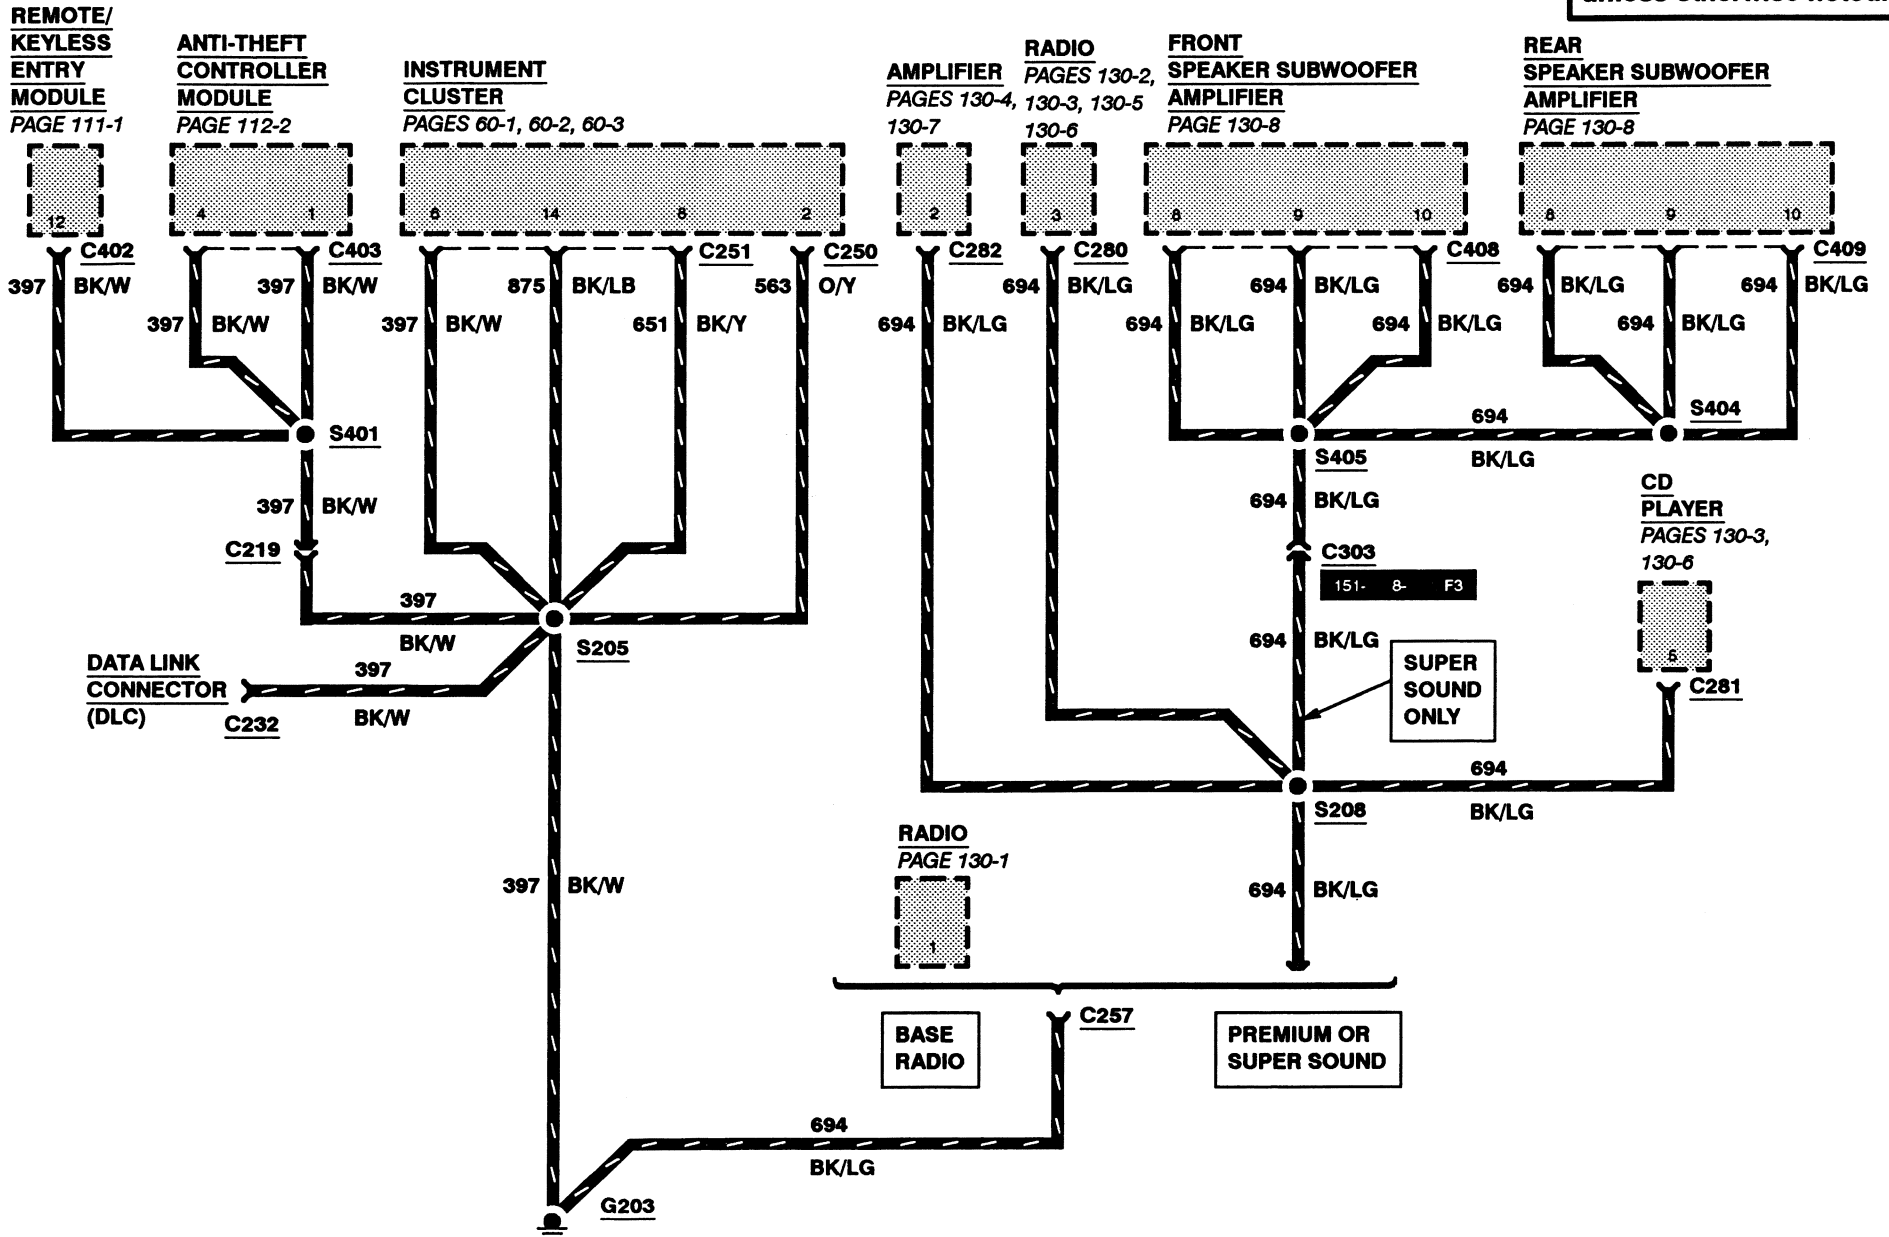 unless otherwise noted.
REMOTE/
KEYLESS
ENTRY
MODULE
PAGE 111-1
ANTI-THEFT
CONTROLLER
MODULE
PAGE 112-2
INSTRUMENT
CLUSTER
PAGES 60-1, 60-2, 60-3
AMPLIFIER
PAGES 130-4,
130-7
RADIO
PAGES 130-2,
130-3, 130-5
130-6
FRONT
SPEAKER SUBWOOFER
AMPLIFIER
PAGE 130-8
REAR
SPEAKER SUBWOOFER
AMPLIFIER
PAGE 130-8
12
4
1
6
14
8
2
2
3
8
9
10
8
9
10
C402
C403
C251
C250
C282
C280
C408
C409
397 BK/W
397 BK/W
875 BK/LB
563 O/Y
694 BK/LG
694 BK/LG
694 BK/LG
694 BK/LG
397 BK/W
397 BK/W
651 BK/Y
694 BK/LG
694 BK/LG
694 BK/LG
694 BK/LG
S401
694
BK/LG
S404
S405
397 BK/W
694 BK/LG
C219
C303
151- 8- F3
CD
PLAYER
PAGES 130-3,
130-6
5
C281
397
BK/W
S205
694 BK/LG
SUPER
SOUND
ONLY
DATA LINK
CONNECTOR
(DLC)
397
BK/W
C232
694
BK/LG
S208
RADIO
PAGE 130-1
1
397 BK/W
694 BK/LG
C257
BASE
RADIO
PREMIUM OR
SUPER SOUND
694
BK/LG
G203